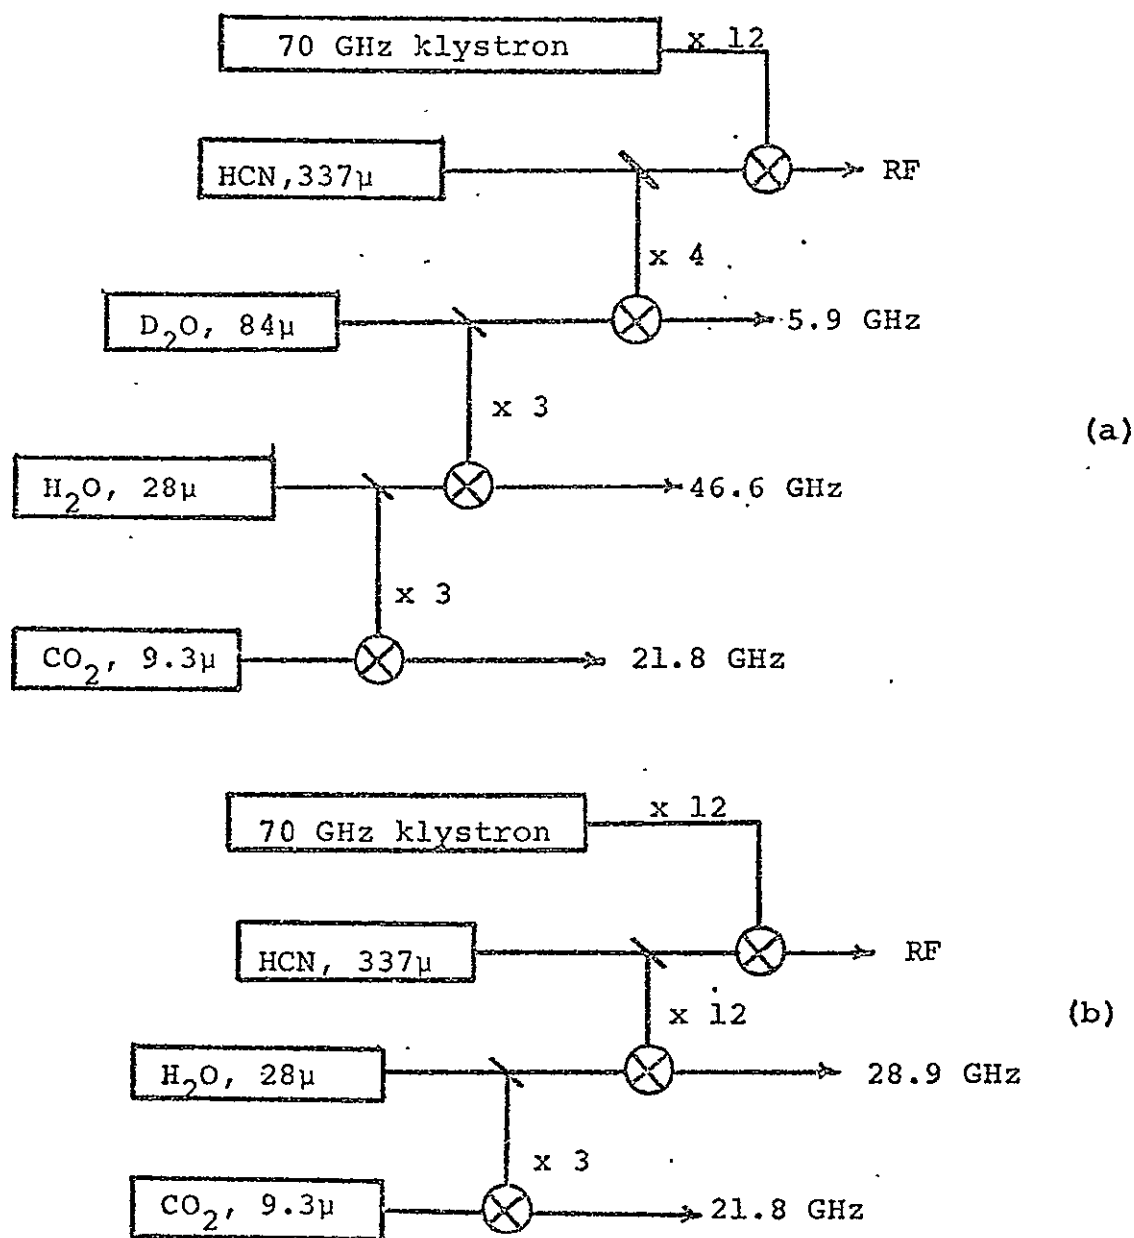 70 GHz klystron
x 12
HCN,337μ
RF
x 4
D₂O, 84μ
5.9 GHz
x 3
(a)
H₂O, 28μ
46.6 GHz
x 3
CO₂, 9.3μ
21.8 GHz
70 GHz klystron
x 12
HCN, 337μ
RF
x 12
(b)
H₂O, 28μ
28.9 GHz
x 3
CO₂, 9.3μ
21.8 GHz